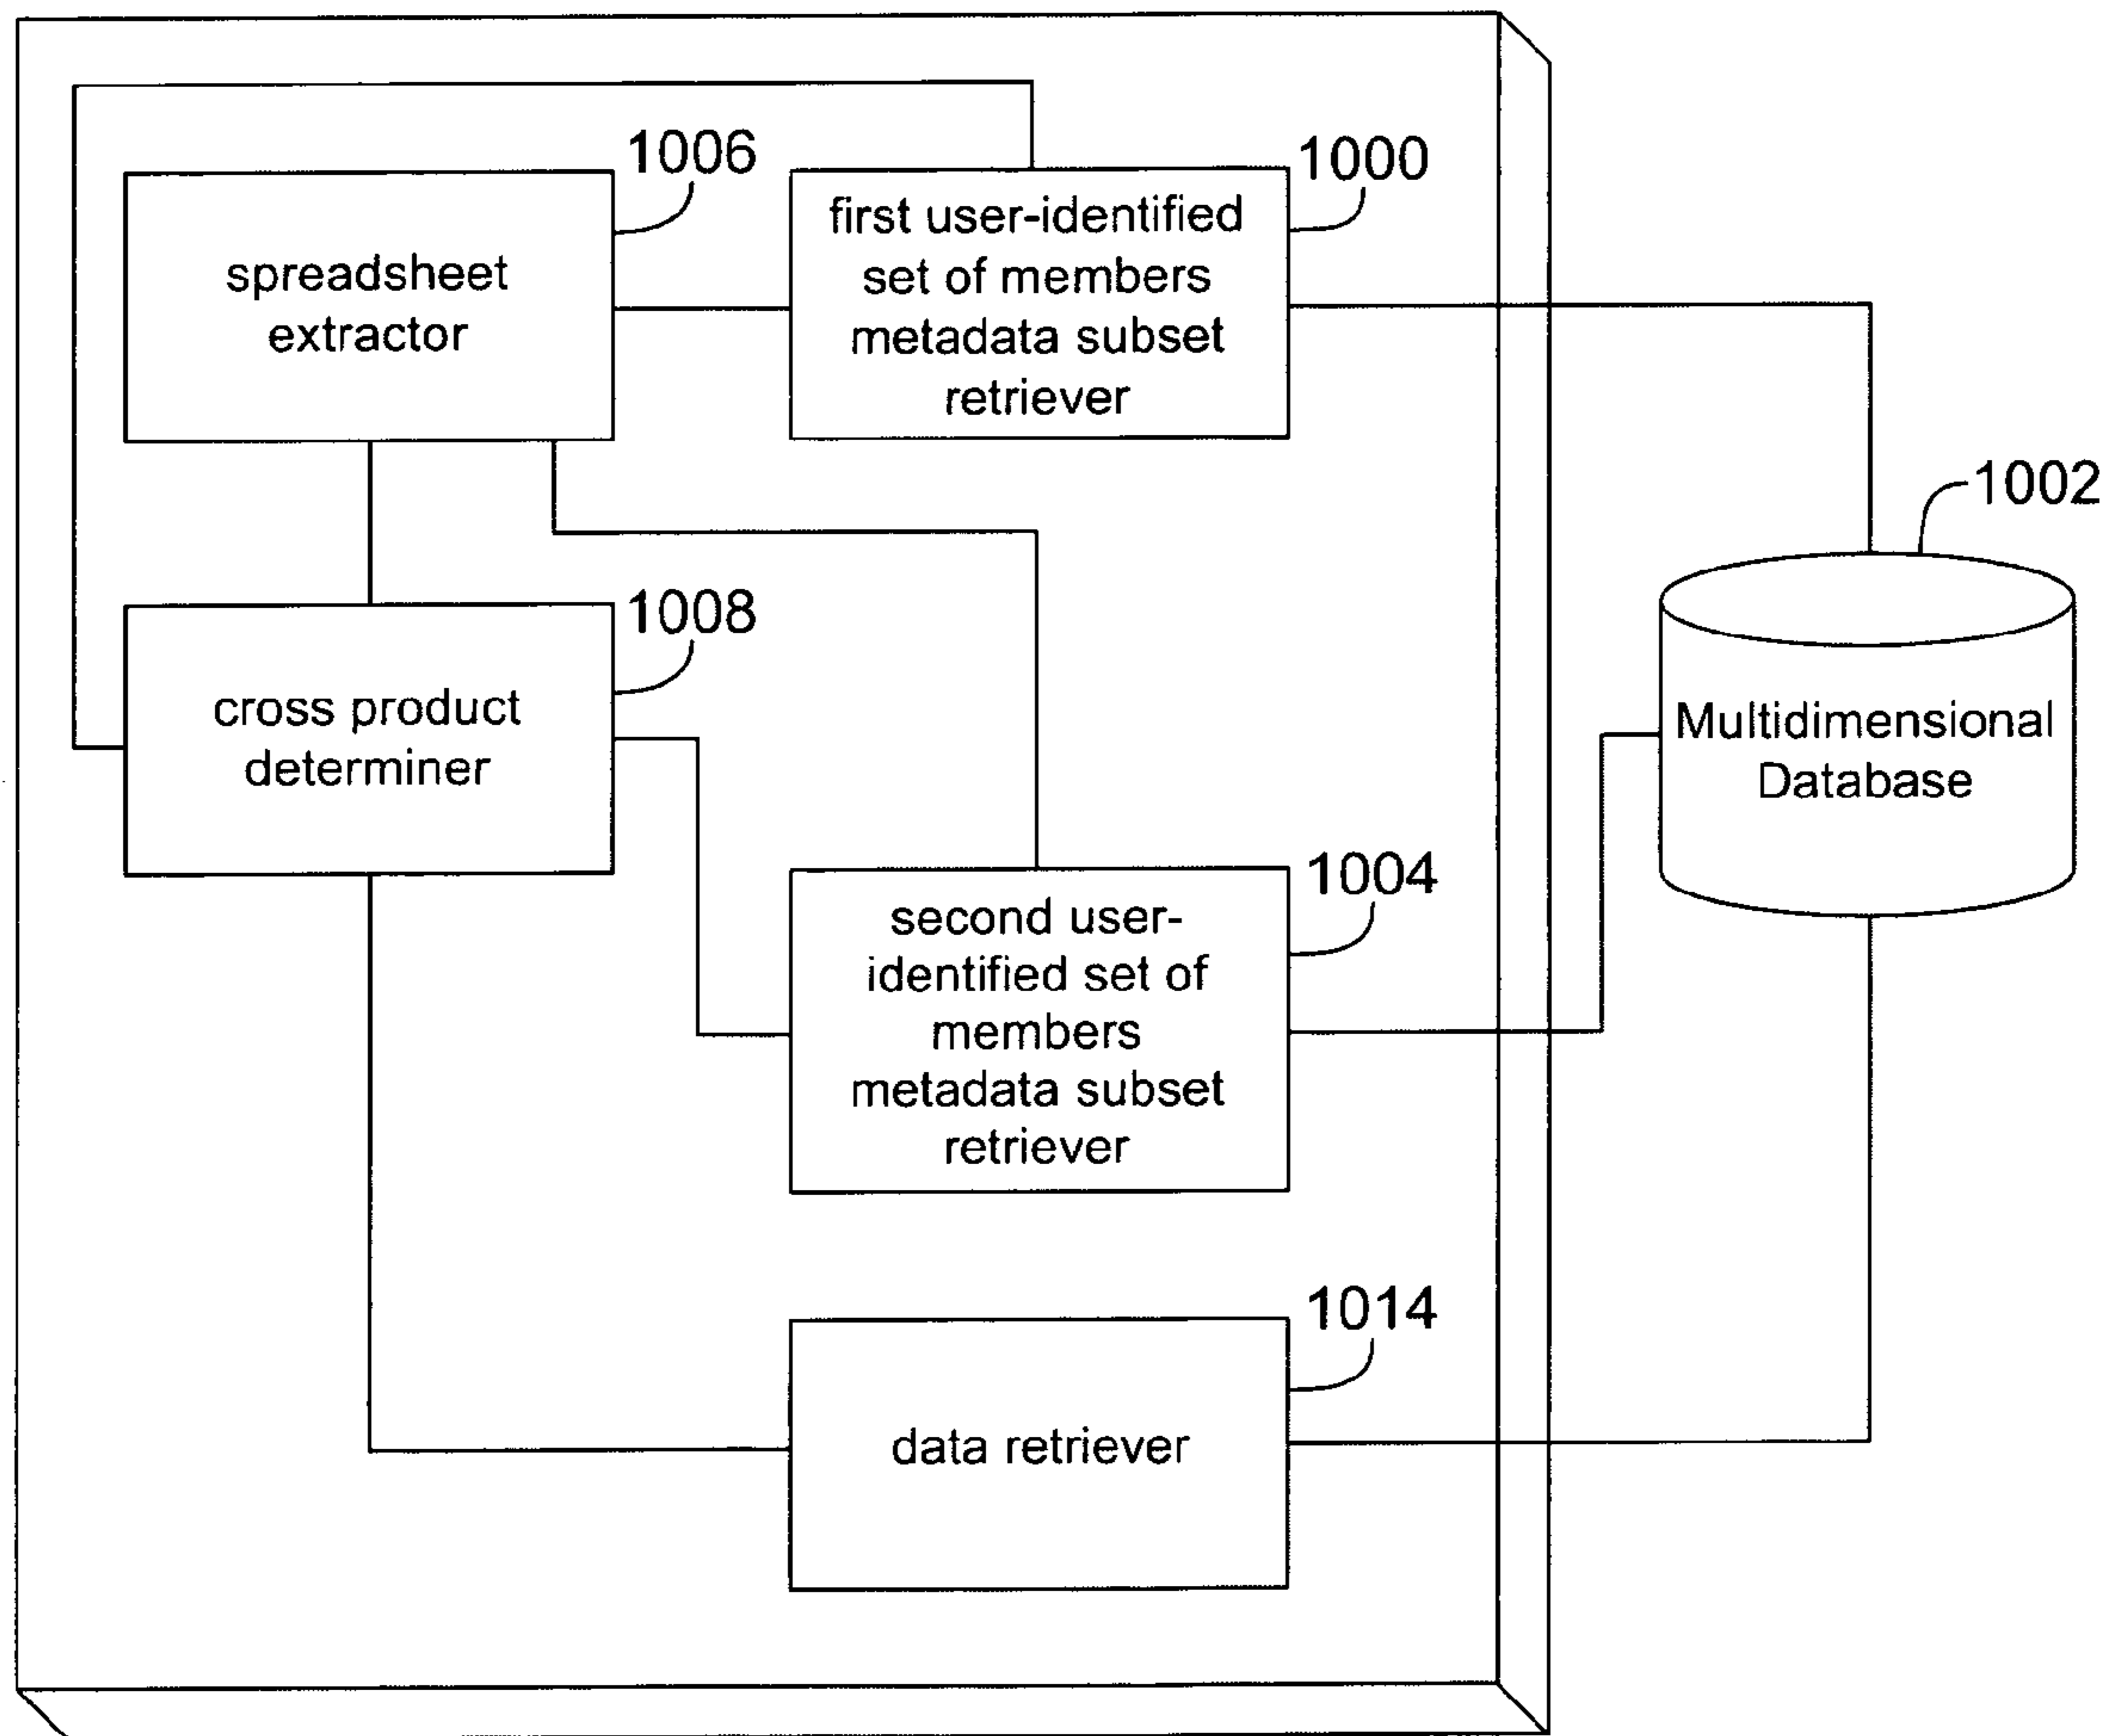 1006
spreadsheet
extractor
1000
first user-identified
set of members
metadata subset
retriever
1002
Multidimensional
Database
1008
cross product
determiner
1004
second user-
identified set of
members
metadata subset
retriever
1014
data retriever